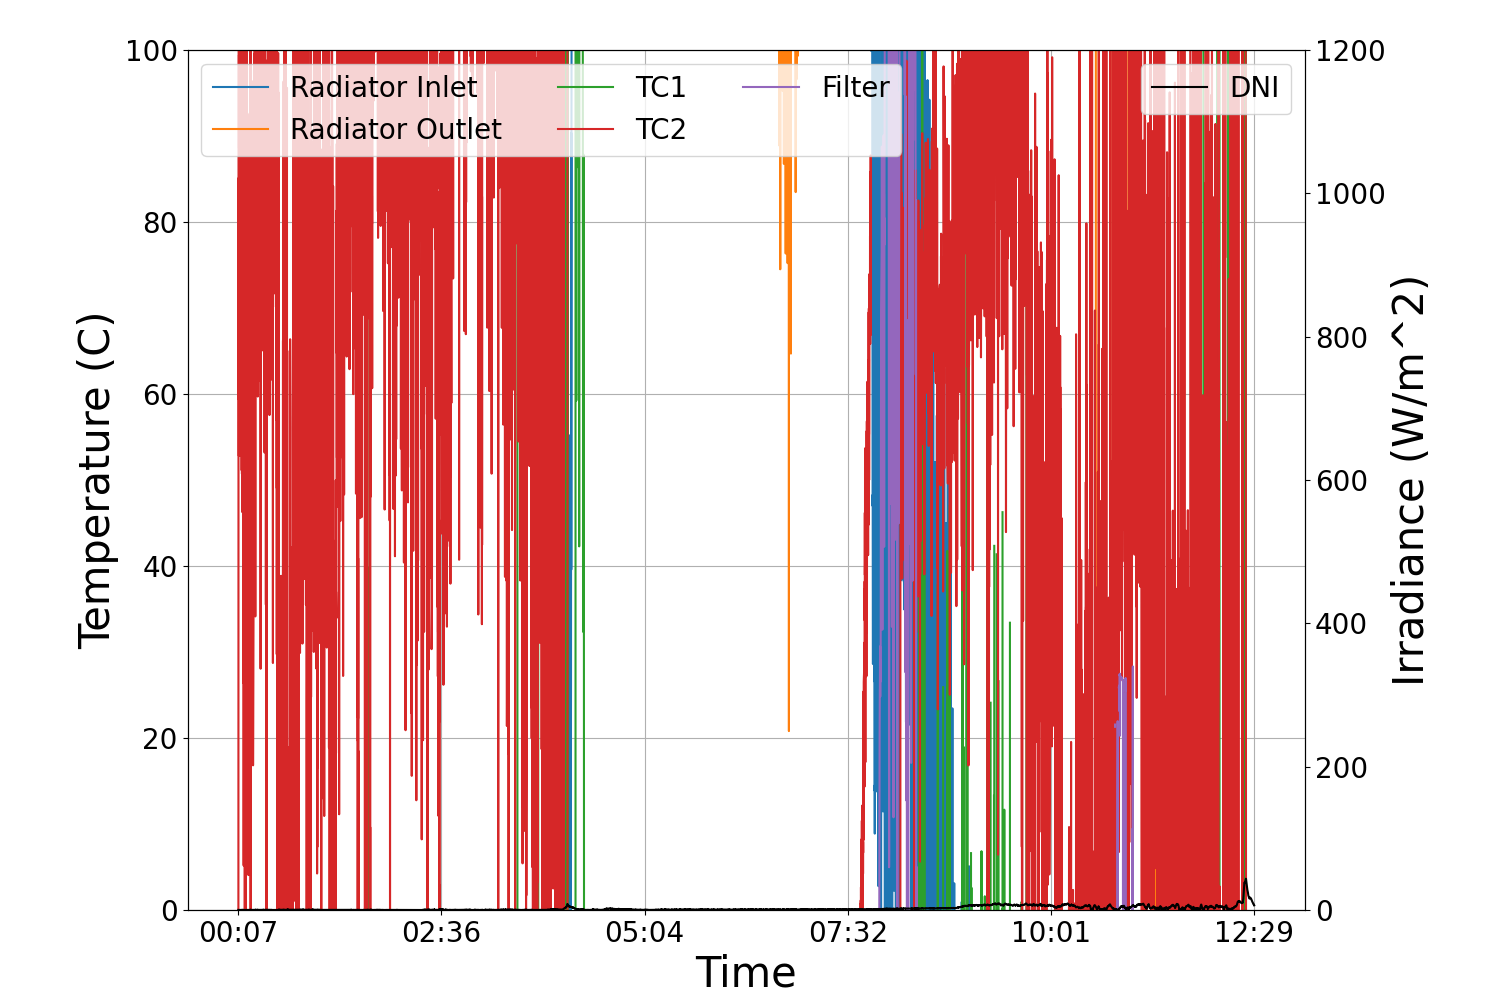 100
80
60
40
20
0
Temperature (C)
Radiator Inlet
Radiator Outlet
TC1
TC2
Filter
DNI
1200
1000
800
600
400
200
0
Irradiance (W/m^2)
00:07 02:36 05:04 07:32 10:01 12:29
Time